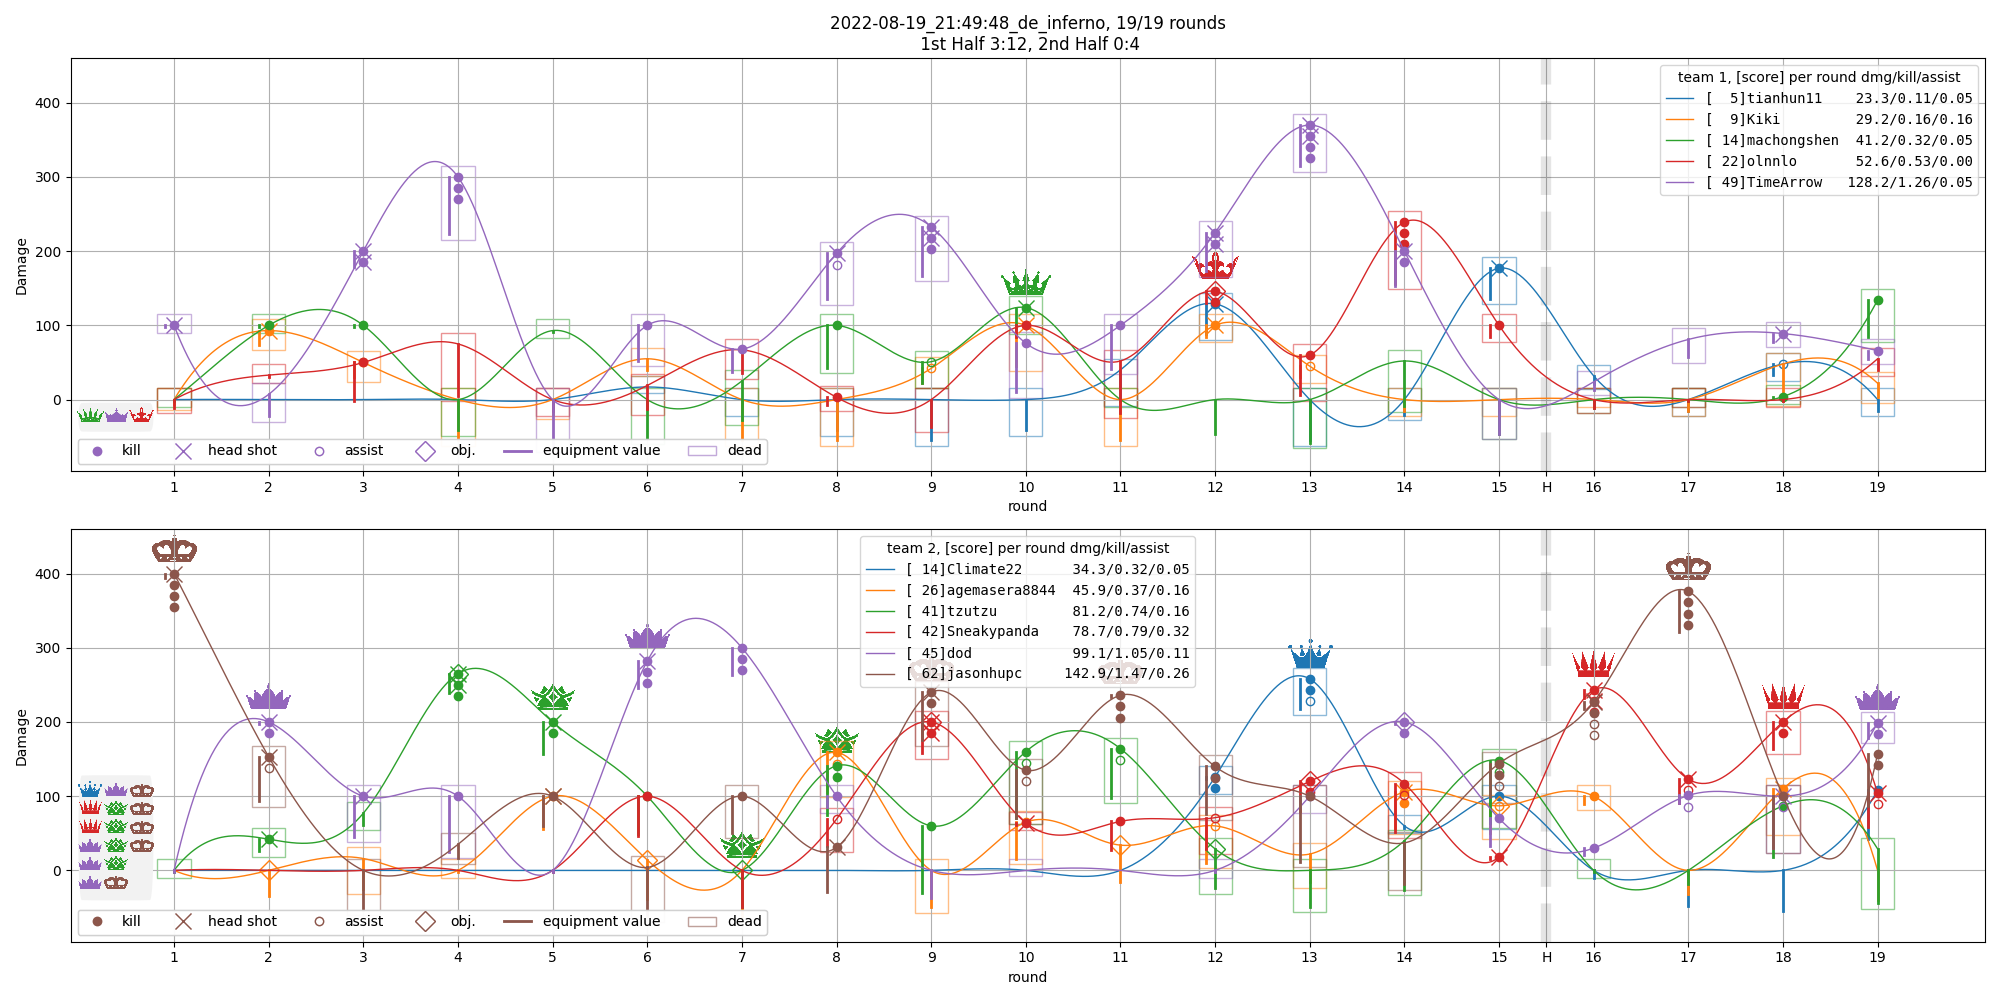 2022-08-19_21:49:48_de_inferno, 19/19 rounds
1st Half 3:12, 2nd Half 0:4
team 1, [score] per round dmg/kill/assist
[  5]tianhun11    23.3/0.11/0.05
[  9]Kiki         29.2/0.16/0.16
[ 14]machongshen  41.2/0.32/0.05
[ 22]olnnlo       52.6/0.53/0.00
[ 49]TimeArrow   128.2/1.26/0.05
Damage
400
300
200
100
0
kill head shot assist obj. equipment value dead
1 2 3 4 5 6 7 8 9 10 11 12 13 14 15 H 16 17 18 19
round
team 2, [score] per round dmg/kill/assist
[ 14]Climate22      34.3/0.32/0.05
[ 26]agemasera8844  45.9/0.37/0.16
[ 41]tzutzu         81.2/0.74/0.16
[ 42]Sneakypanda    78.7/0.79/0.32
[ 45]dod            99.1/1.05/0.11
[ 62]jasonhupc     142.9/1.47/0.26
Damage
400
300
200
100
0
kill head shot assist obj. equipment value dead
1 2 3 4 5 6 7 8 9 10 11 12 13 14 15 H 16 17 18 19
round